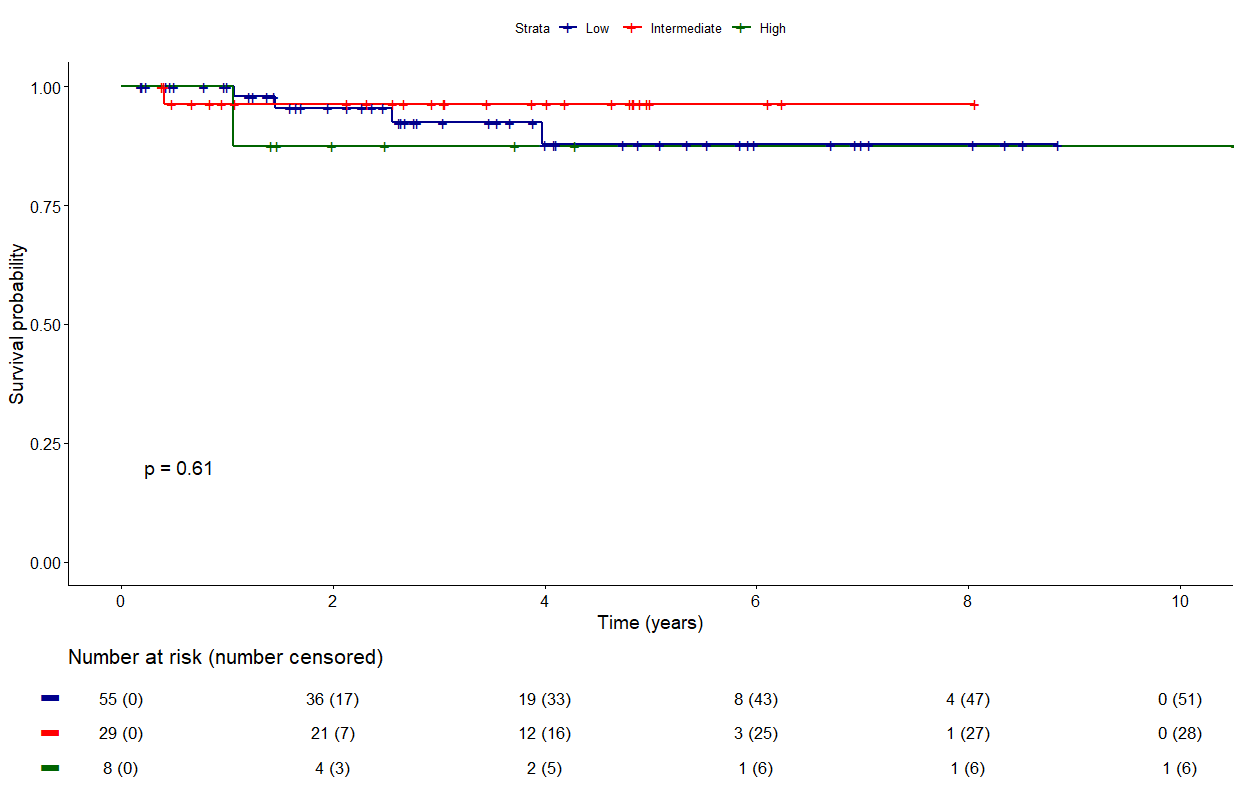 Strata Low Intermediate High
1.00
0.75
0.50
0.25
0.00
Survival probability
p = 0.61
0 2 4 6 8 10
Time (years)
Number at risk (number censored)
55 (0) 36 (17) 19 (33) 8 (43) 4 (47) 0 (51)
29 (0) 21 (7) 12 (16) 3 (25) 1 (27) 0 (28)
8 (0) 4 (3) 2 (5) 1 (6) 1 (6) 1 (6)